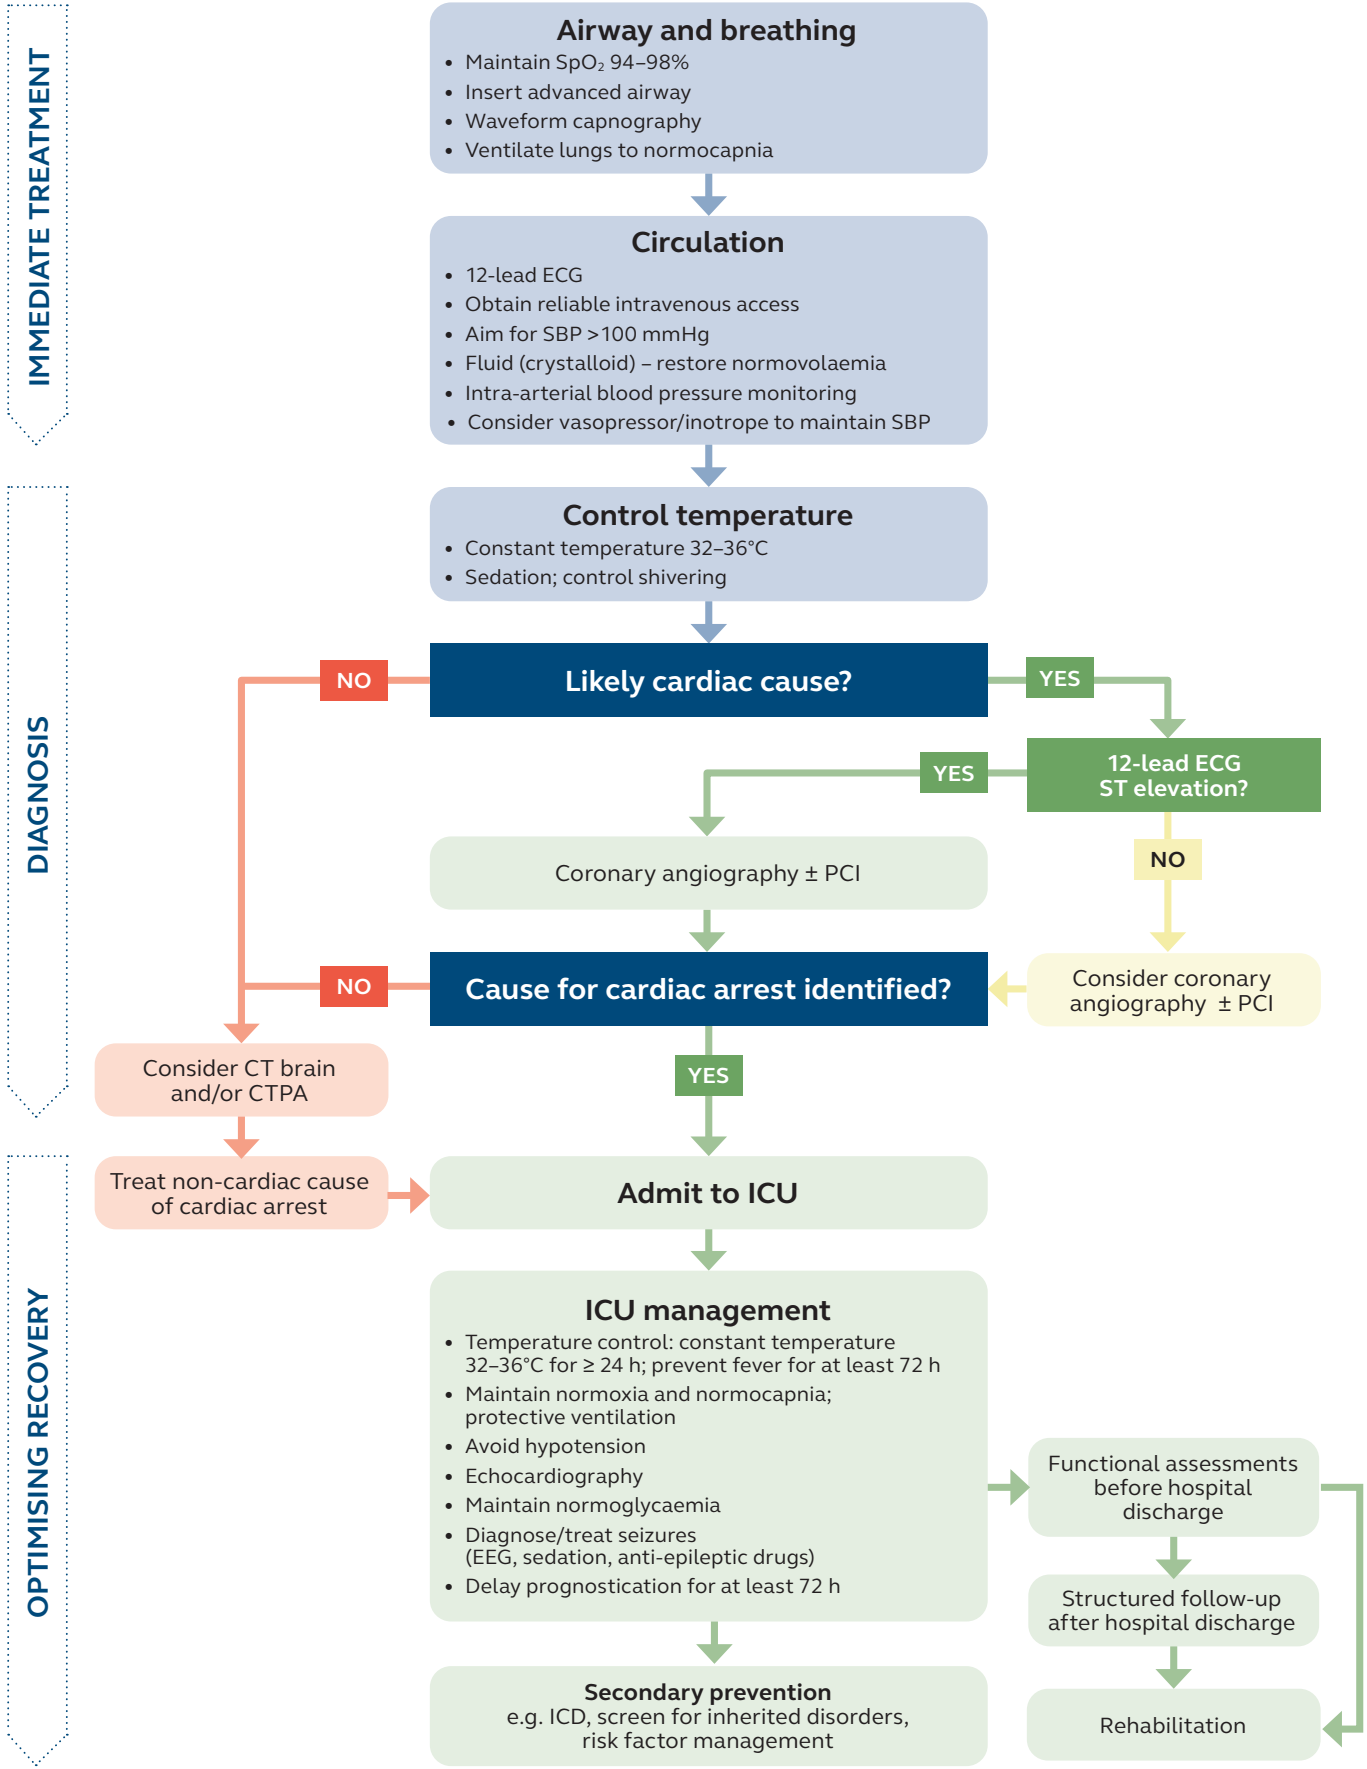 IMMEDIATE TREATMENT
Airway and breathing
• Maintain SpO₂ 94–98%
• Insert advanced airway
• Waveform capnography
• Ventilate lungs to normocapnia
Circulation
• 12-lead ECG
• Obtain reliable intravenous access
• Aim for SBP >100 mmHg
• Fluid (crystalloid) – restore normovolaemia
• Intra-arterial blood pressure monitoring
• Consider vasopressor/inotrope to maintain SBP
DIAGNOSIS
Control temperature
• Constant temperature 32–36°C
• Sedation; control shivering
NO
Likely cardiac cause?
YES
YES
12-lead ECG
ST elevation?
NO
Coronary angiography ± PCI
NO
Cause for cardiac arrest identified?
Consider coronary
angiography ± PCI
YES
Consider CT brain
and/or CTPA
OPTIMISING RECOVERY
Treat non-cardiac cause
of cardiac arrest
Admit to ICU
ICU management
• Temperature control: constant temperature
32–36°C for ≥ 24 h; prevent fever for at least 72 h
• Maintain normoxia and normocapnia;
protective ventilation
• Avoid hypotension
• Echocardiography
• Maintain normoglycaemia
• Diagnose/treat seizures
(EEG, sedation, anti-epileptic drugs)
• Delay prognostication for at least 72 h
Functional assessments
before hospital
discharge
Structured follow-up
after hospital discharge
Rehabilitation
Secondary prevention
e.g. ICD, screen for inherited disorders,
risk factor management